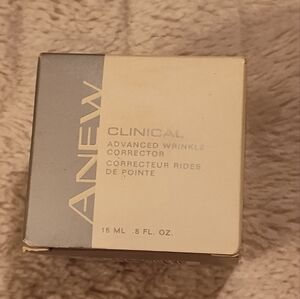 ANEW
CLINICAL
ADVANCED WRINKLE
CORRECTOR
CORRECTEUR RIDES
DE POINTE
15 ML .5 FL. OZ.